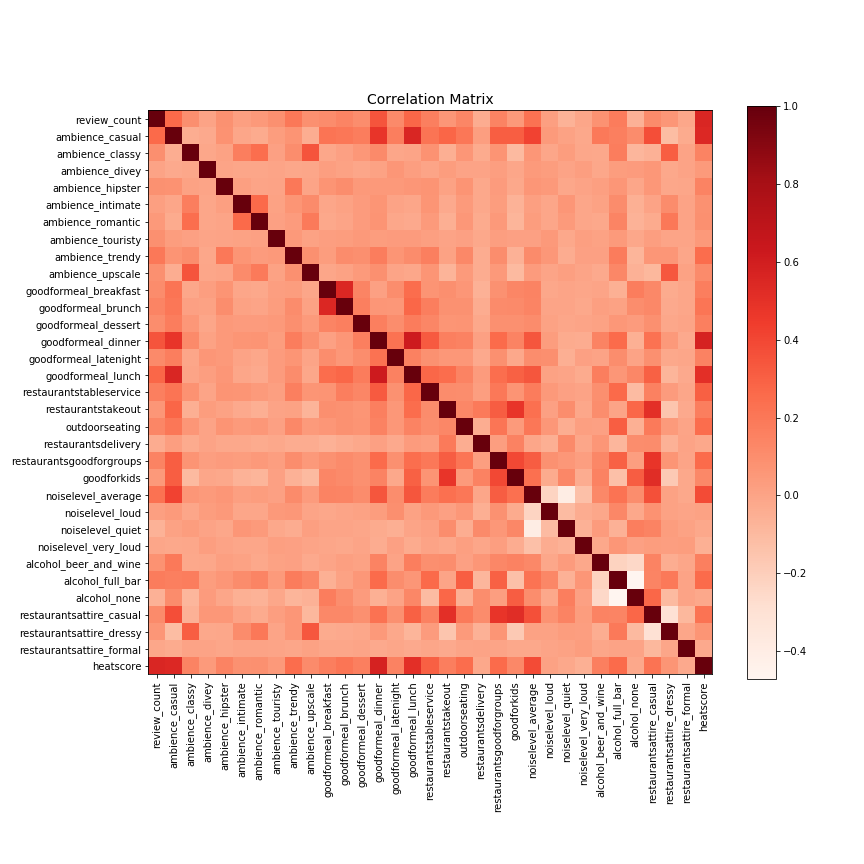 Correlation Matrix
review_count
ambience_casual
ambience_classy
ambience_divey
ambience_hipster
ambience_intimate
ambience_romantic
ambience_touristy
ambience_trendy
ambience_upscale
goodformeal_breakfast
goodformeal_brunch
goodformeal_dessert
goodformeal_dinner
goodformeal_latenight
goodformeal_lunch
restaurantstableservice
restaurantstakeout
outdoorseating
restaurantsdelivery
restaurantsgoodforgroups
goodforkids
noiselevel_average
noiselevel_loud
noiselevel_quiet
noiselevel_very_loud
alcohol_beer_and_wine
alcohol_full_bar
alcohol_none
restaurantsattire_casual
restaurantsattire_dressy
restaurantsattire_formal
heatscore
review_count
ambience_casual
ambience_classy
ambience_divey
ambience_hipster
ambience_intimate
ambience_romantic
ambience_touristy
ambience_trendy
ambience_upscale
goodformeal_breakfast
goodformeal_brunch
goodformeal_dessert
goodformeal_dinner
goodformeal_latenight
goodformeal_lunch
restaurantstableservice
restaurantstakeout
outdoorseating
restaurantsdelivery
restaurantsgoodforgroups
goodforkids
noiselevel_average
noiselevel_loud
noiselevel_quiet
noiselevel_very_loud
alcohol_beer_and_wine
alcohol_full_bar
alcohol_none
restaurantsattire_casual
restaurantsattire_dressy
restaurantsattire_formal
heatscore
1.0
0.8
0.6
0.4
0.2
0.0
−0.2
−0.4